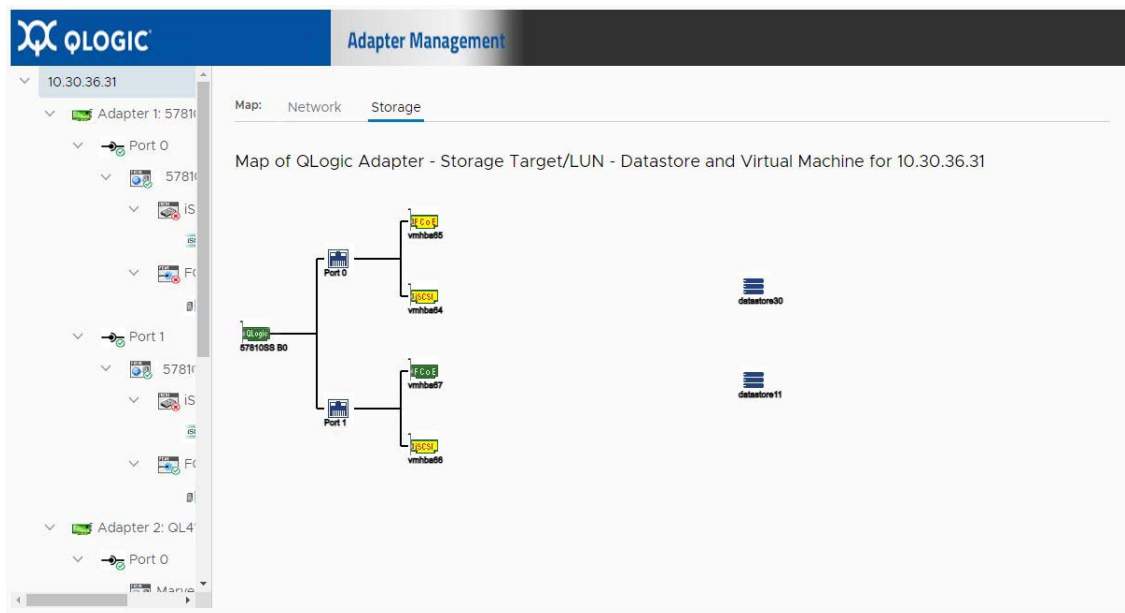 QLOGIC
Adapter Management
10.30.36.31
Adapter 1: 5781
Port 0
5781
iS
FC
Port 1
5781
iS
FC
Adapter 2: QL4
Port 0
Marve
Map: Network Storage
Map of QLogic Adapter - Storage Target/LUN - Datastore and Virtual Machine for 10.30.36.31
FCoE
vmhba65
Port 0
iSCSI
vmhba64
datastore30
QLogic
57810SS B0
FCoE
vmhba67
datastore11
Port 1
iSCSI
vmhba66